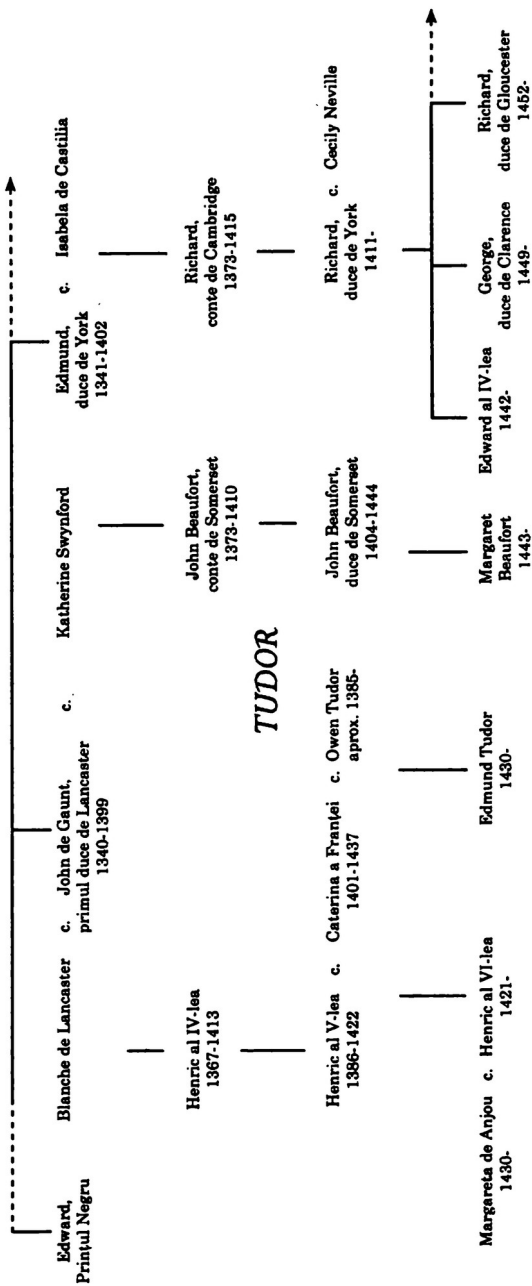 Edward,
Prinţul Negru
Blanche de Lancaster c. John de Gaunt, c. Katherine Swynford
primul duce de Lancaster
1340-1399
Edmund, c. Isabela de Castilia
duce de York
1341-1402
Henric al IV-lea
1367-1413
John Beaufort,
conte de Somerset
1373-1410
Richard,
conte de Cambridge
1373-1415
TUDOR
Henric al V-lea c. Caterina a Franţei c. Owen Tudor
1386-1422 1401-1437 aprox. 1385-
John Beaufort,
duce de Somerset
1404-1444
Richard, c. Cecily Neville
duce de York
1411-
Margareta de Anjou c. Henric al VI-lea
1430- 1421-
Edmund Tudor
1430-
Margaret
Beaufort
1443-
Edward al IV-lea
1442-
George,
duce de Clarence
1449-
Richard,
duce de Gloucester
1452-